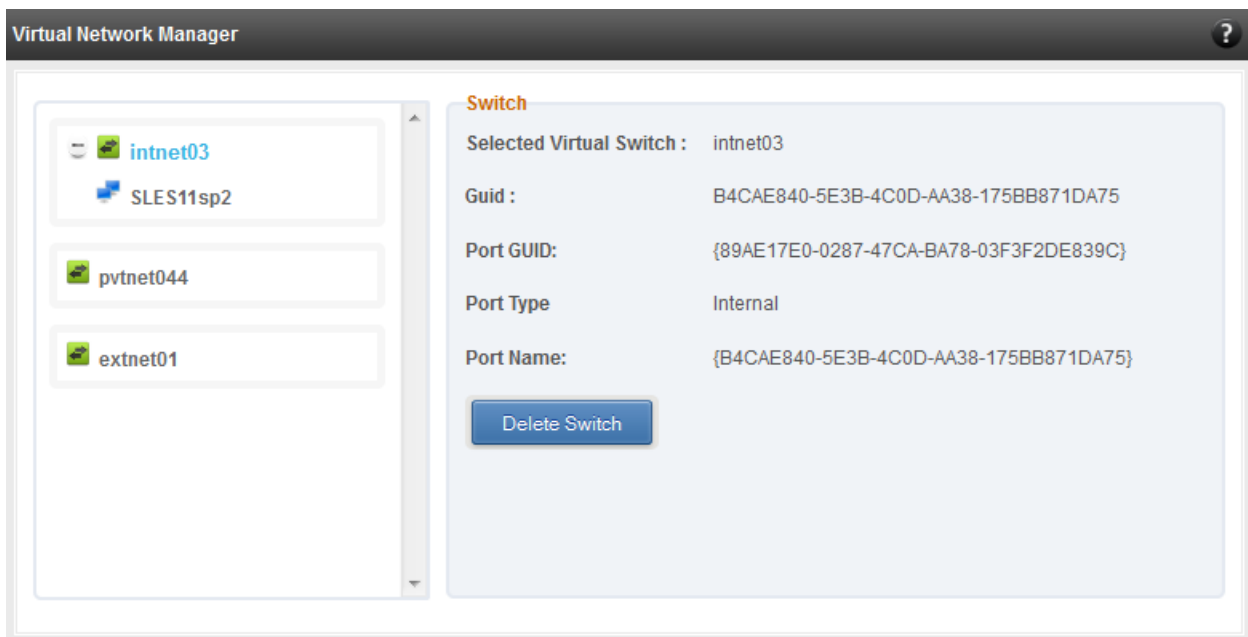 Virtual Network Manager
?
intnet03
SLES11sp2
pvtnet044
extnet01
Switch
Selected Virtual Switch : intnet03
Guid : B4CAE840-5E3B-4C0D-AA38-175BB871DA75
Port GUID: {89AE17E0-0287-47CA-BA78-03F3F2DE839C}
Port Type Internal
Port Name: {B4CAE840-5E3B-4C0D-AA38-175BB871DA75}
Delete Switch